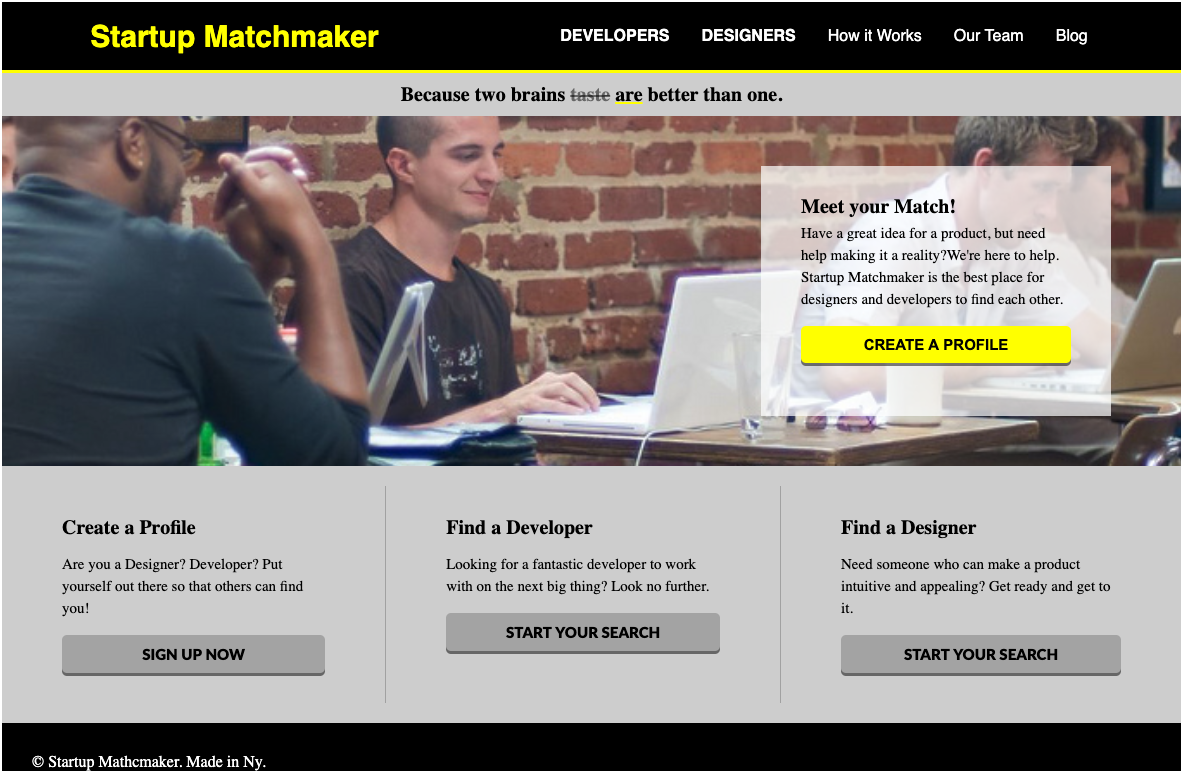 Startup Matchmaker
DEVELOPERS DESIGNERS How it Works Our Team Blog
Because two brains taste are better than one.
Meet your Match!
Have a great idea for a product, but need
help making it a reality?We're here to help.
Startup Matchmaker is the best place for
designers and developers to find each other.
CREATE A PROFILE
Create a Profile
Are you a Designer? Developer? Put
yourself out there so that others can find
you!
SIGN UP NOW
Find a Developer
Looking for a fantastic developer to work
with on the next big thing? Look no further.
START YOUR SEARCH
Find a Designer
Need someone who can make a product
intuitive and appealing? Get ready and get to
it.
START YOUR SEARCH
© Startup Mathcmaker. Made in Ny.